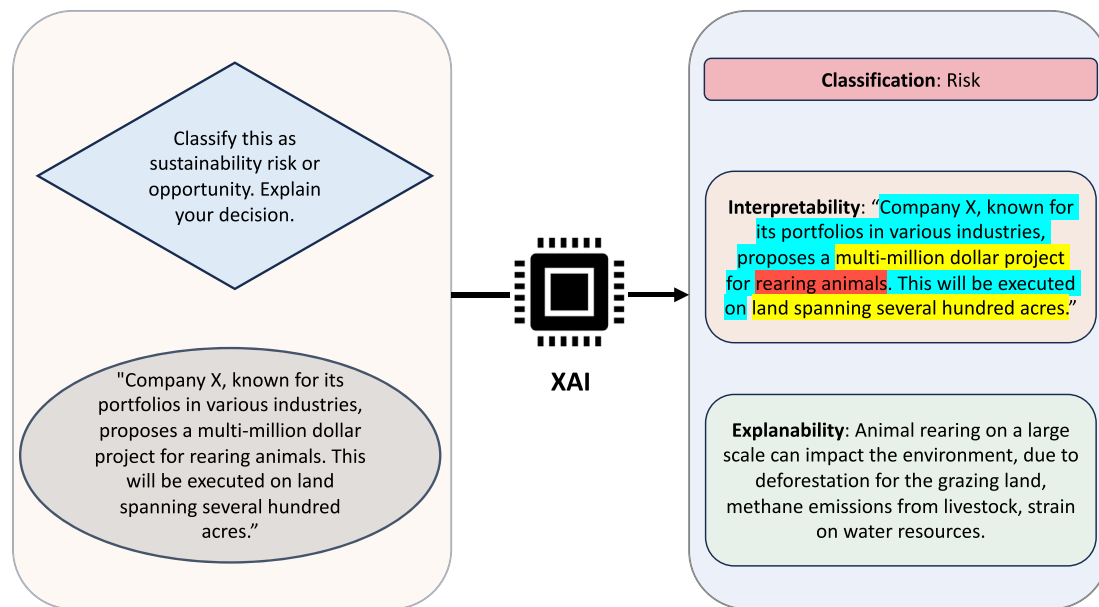 Classify this as
sustainability risk or
opportunity. Explain
your decision.
"Company X, known for its
portfolios in various industries,
proposes a multi-million dollar
project for rearing animals. This
will be executed on land
spanning several hundred
acres.”
XAI
Classification: Risk
Interpretability: “Company X, known for
its portfolios in various industries,
proposes a multi-million dollar project
for rearing animals. This will be executed
on land spanning several hundred acres.”
Explanability: Animal rearing on a large
scale can impact the environment, due to
deforestation for the grazing land,
methane emissions from livestock, strain
on water resources.